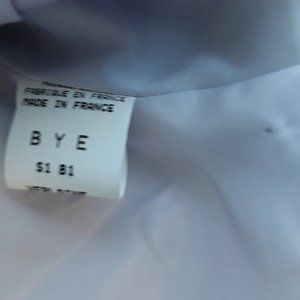 FABRIQUE EN FRANCE
MADE IN FRANCE
B Y E
S1 B1